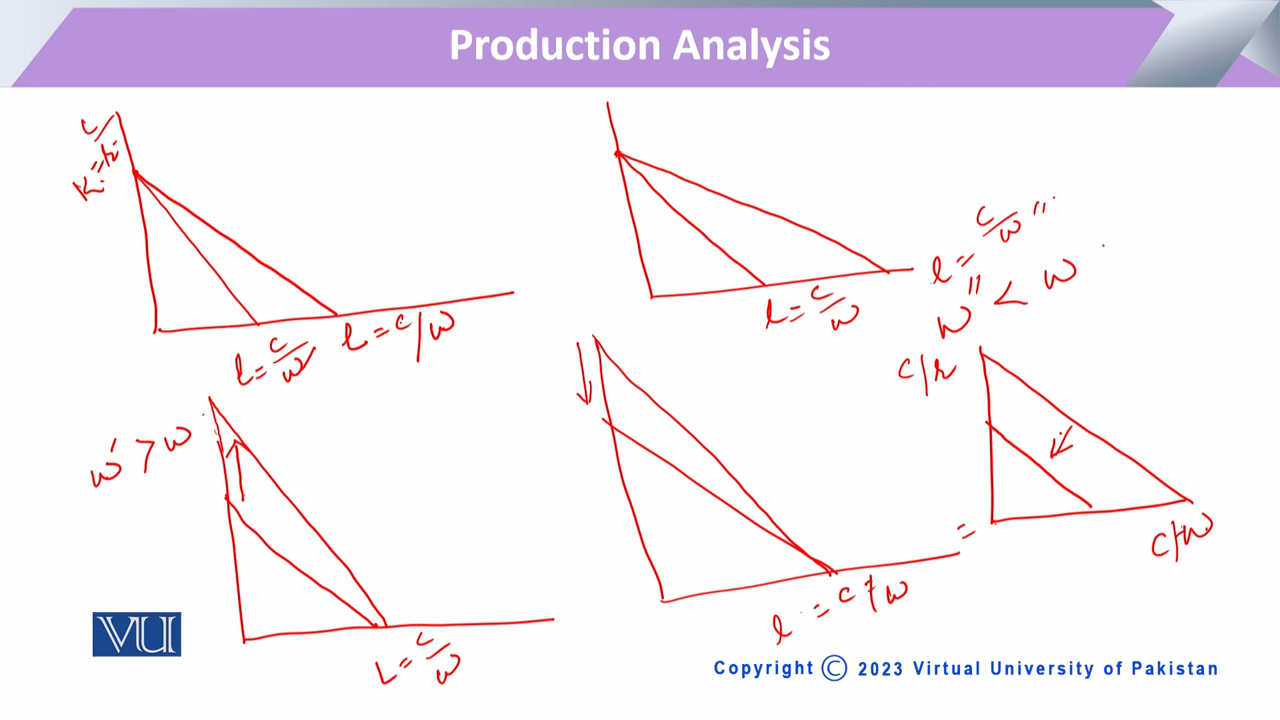 Production Analysis
K = c/r
l = c/w'
l = c/w
l = c/w
l = c/w''
w'' < w
w' > w
L = c/w
l = c/w
c/r
=
c/w
VU
Copyright © 2023 Virtual University of Pakistan